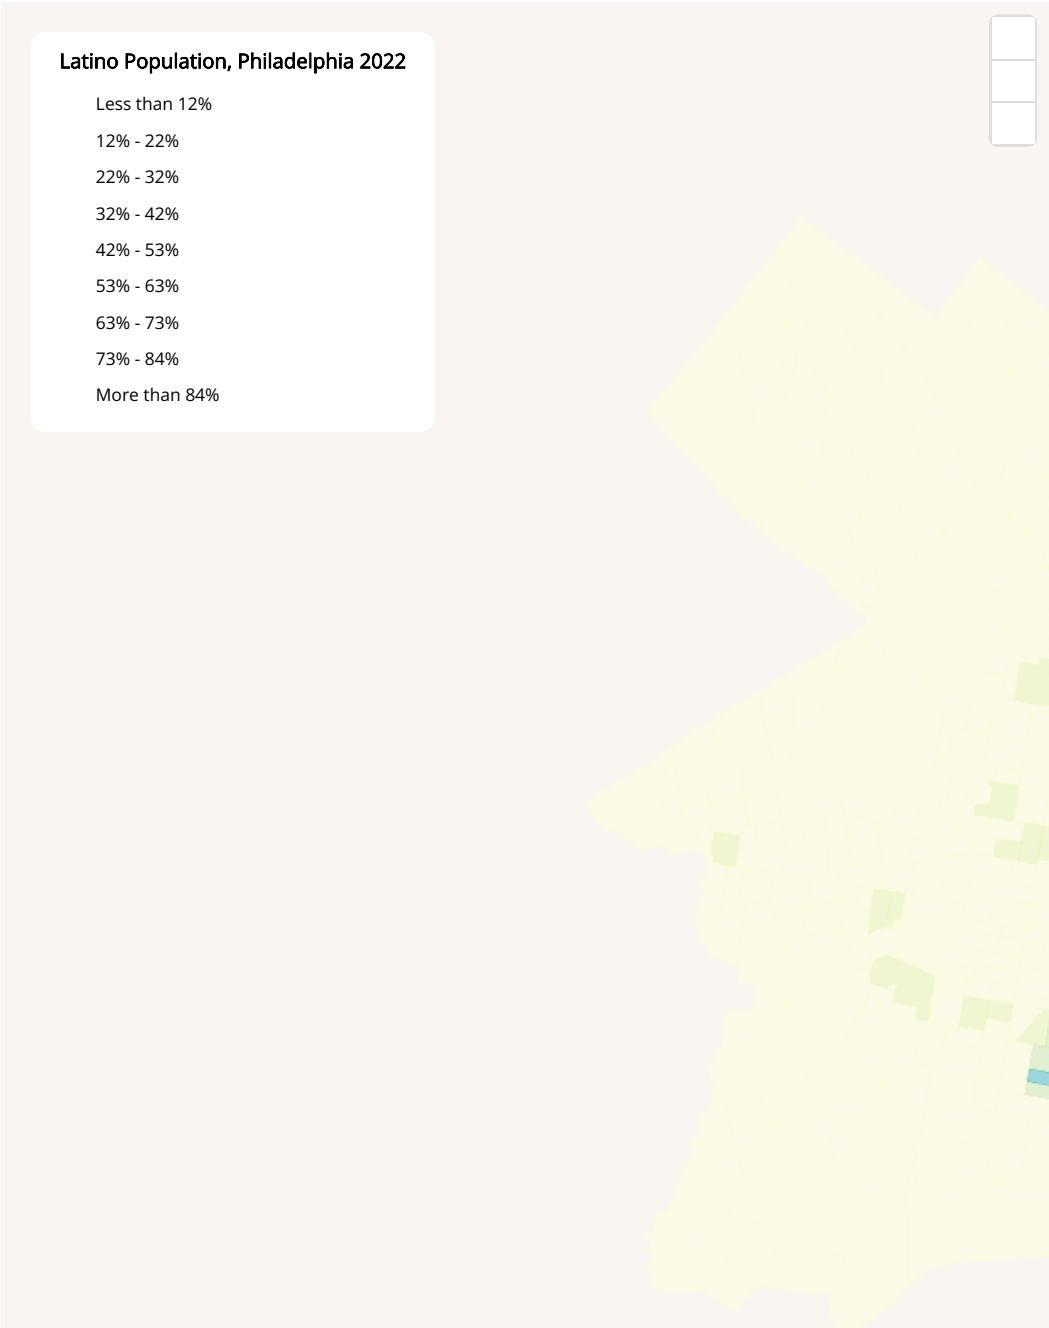 Latino Population, Philadelphia 2022
Less than 12%
12% - 22%
22% - 32%
32% - 42%
42% - 53%
53% - 63%
63% - 73%
73% - 84%
More than 84%